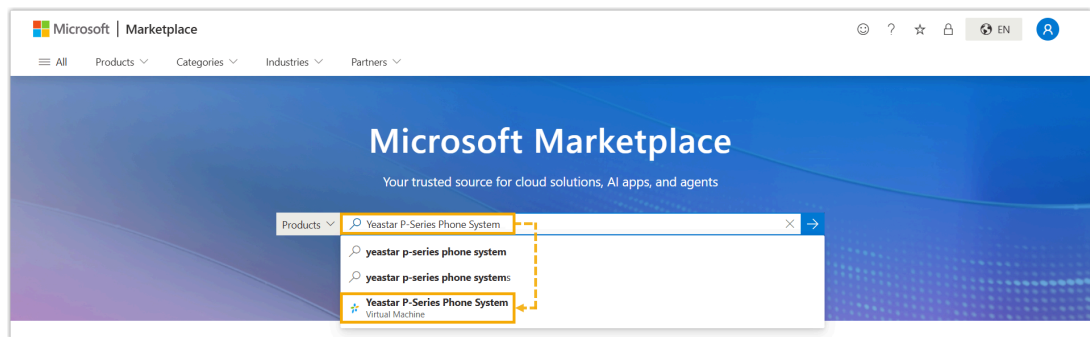 Microsoft | Marketplace
EN
All Products Categories Industries Partners
Microsoft Marketplace
Your trusted source for cloud solutions, AI apps, and agents
Products Yeastar P-Series Phone System
yeastar p-series phone system
yeastar p-series phone systems
Yeastar P-Series Phone System
Virtual Machine